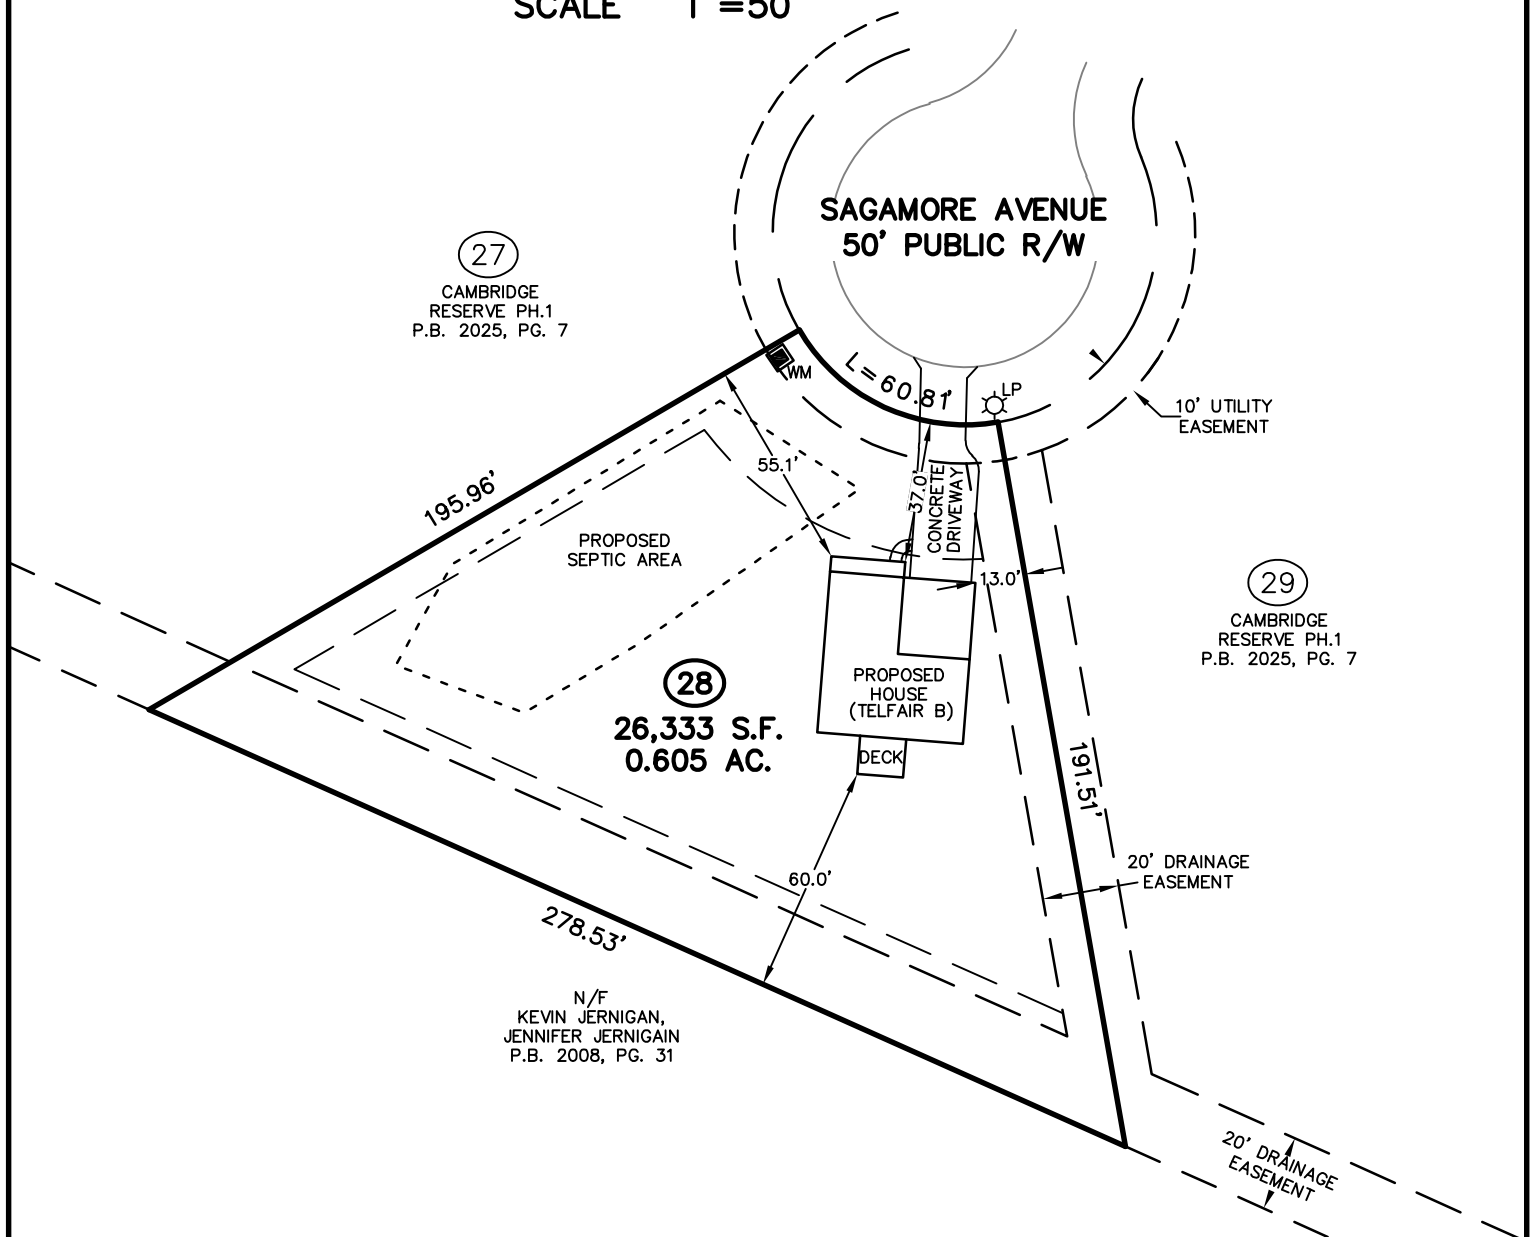 SCALE 1"=50'
SAGAMORE AVENUE
50' PUBLIC R/W
27
CAMBRIDGE
RESERVE PH.1
P.B. 2025, PG. 7
WM
L=60.81'
LP
10' UTILITY
EASEMENT
195.96'
55.1'
37.0'
CONCRETE
DRIVEWAY
PROPOSED
SEPTIC AREA
13.0'
29
CAMBRIDGE
RESERVE PH.1
P.B. 2025, PG. 7
28
26,333 S.F.
0.605 AC.
PROPOSED
HOUSE
(TELFAIR B)
DECK
191.51'
60.0'
20' DRAINAGE
EASEMENT
278.53'
N/F
KEVIN JERNIGAN,
JENNIFER JERNIGAIN
P.B. 2008, PG. 31
20' DRAINAGE
EASEMENT